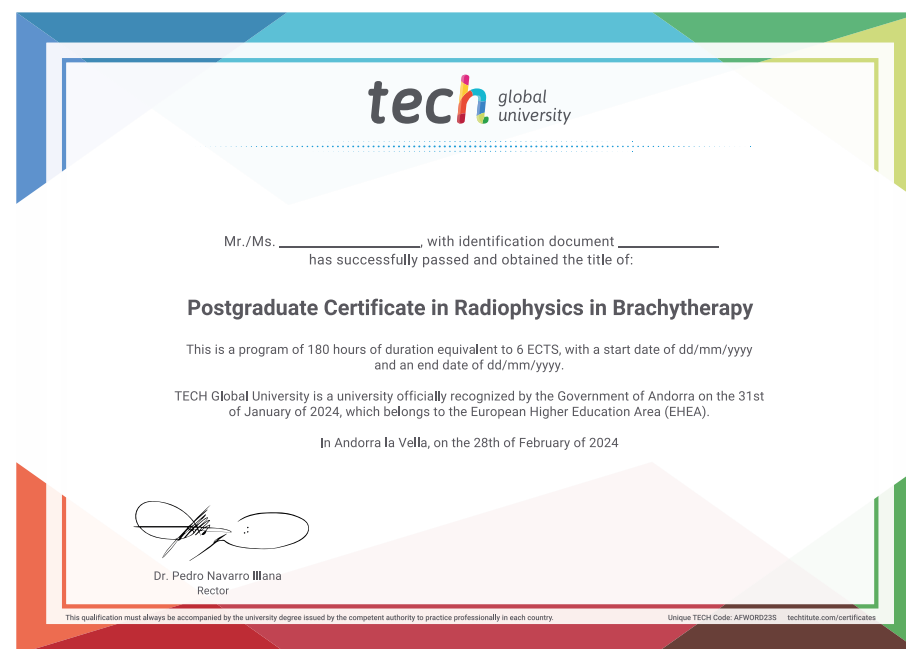 tech global university
Mr./Ms. ____________, with identification document ____________
has successfully passed and obtained the title of:
Postgraduate Certificate in Radiophysics in Brachytherapy
This is a program of 180 hours of duration equivalent to 6 ECTS, with a start date of dd/mm/yyyy
and an end date of dd/mm/yyyy.
TECH Global University is a university officially recognized by the Government of Andorra on the 31st
of January of 2024, which belongs to the European Higher Education Area (EHEA).
In Andorra la Vella, on the 28th of February of 2024
Dr. Pedro Navarro Illana
Rector
This qualification must always be accompanied by the university degree issued by the competent authority to practice professionally in each country.
Unique TECH Code: AFWORD23S techtitute.com/certificates